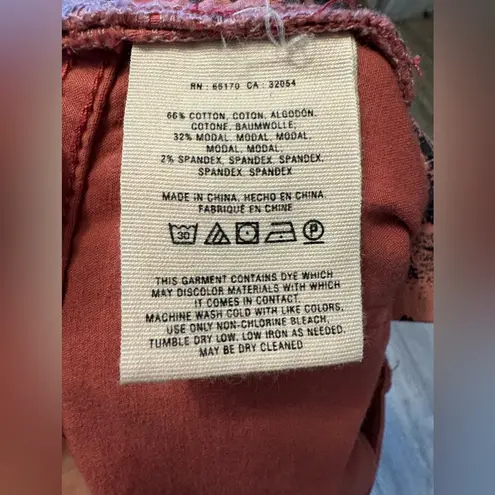 RN : 66170 CA : 32054
66% COTTON, COTON, ALGODÓN,
COTONE, BAUMWOLLE;
32% MODAL, MODAL, MODAL,
MODAL, MODAL;
2% SPANDEX, SPANDEX, SPANDEX,
SPANDEX, SPANDEX
MADE IN CHINA, HECHO EN CHINA,
FABRIQUÉ EN CHINE
30 P
THIS GARMENT CONTAINS DYE WHICH
MAY DISCOLOR MATERIALS WITH WHICH
IT COMES IN CONTACT.
MACHINE WASH COLD WITH LIKE COLORS,
USE ONLY NON-CHLORINE BLEACH,
TUMBLE DRY LOW, LOW IRON AS NEEDED,
MAY BE DRY CLEANED